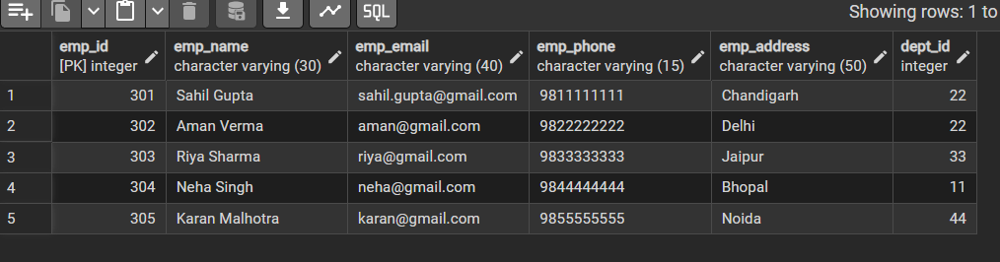 SQL
Showing rows: 1 to
emp_id emp_name emp_email emp_phone emp_address dept_id
[PK] integer character varying (30) character varying (40) character varying (15) character varying (50) integer
1 301 Sahil Gupta sahil.gupta@gmail.com 9811111111 Chandigarh 22
2 302 Aman Verma aman@gmail.com 9822222222 Delhi 22
3 303 Riya Sharma riya@gmail.com 9833333333 Jaipur 33
4 304 Neha Singh neha@gmail.com 9844444444 Bhopal 11
5 305 Karan Malhotra karan@gmail.com 9855555555 Noida 44